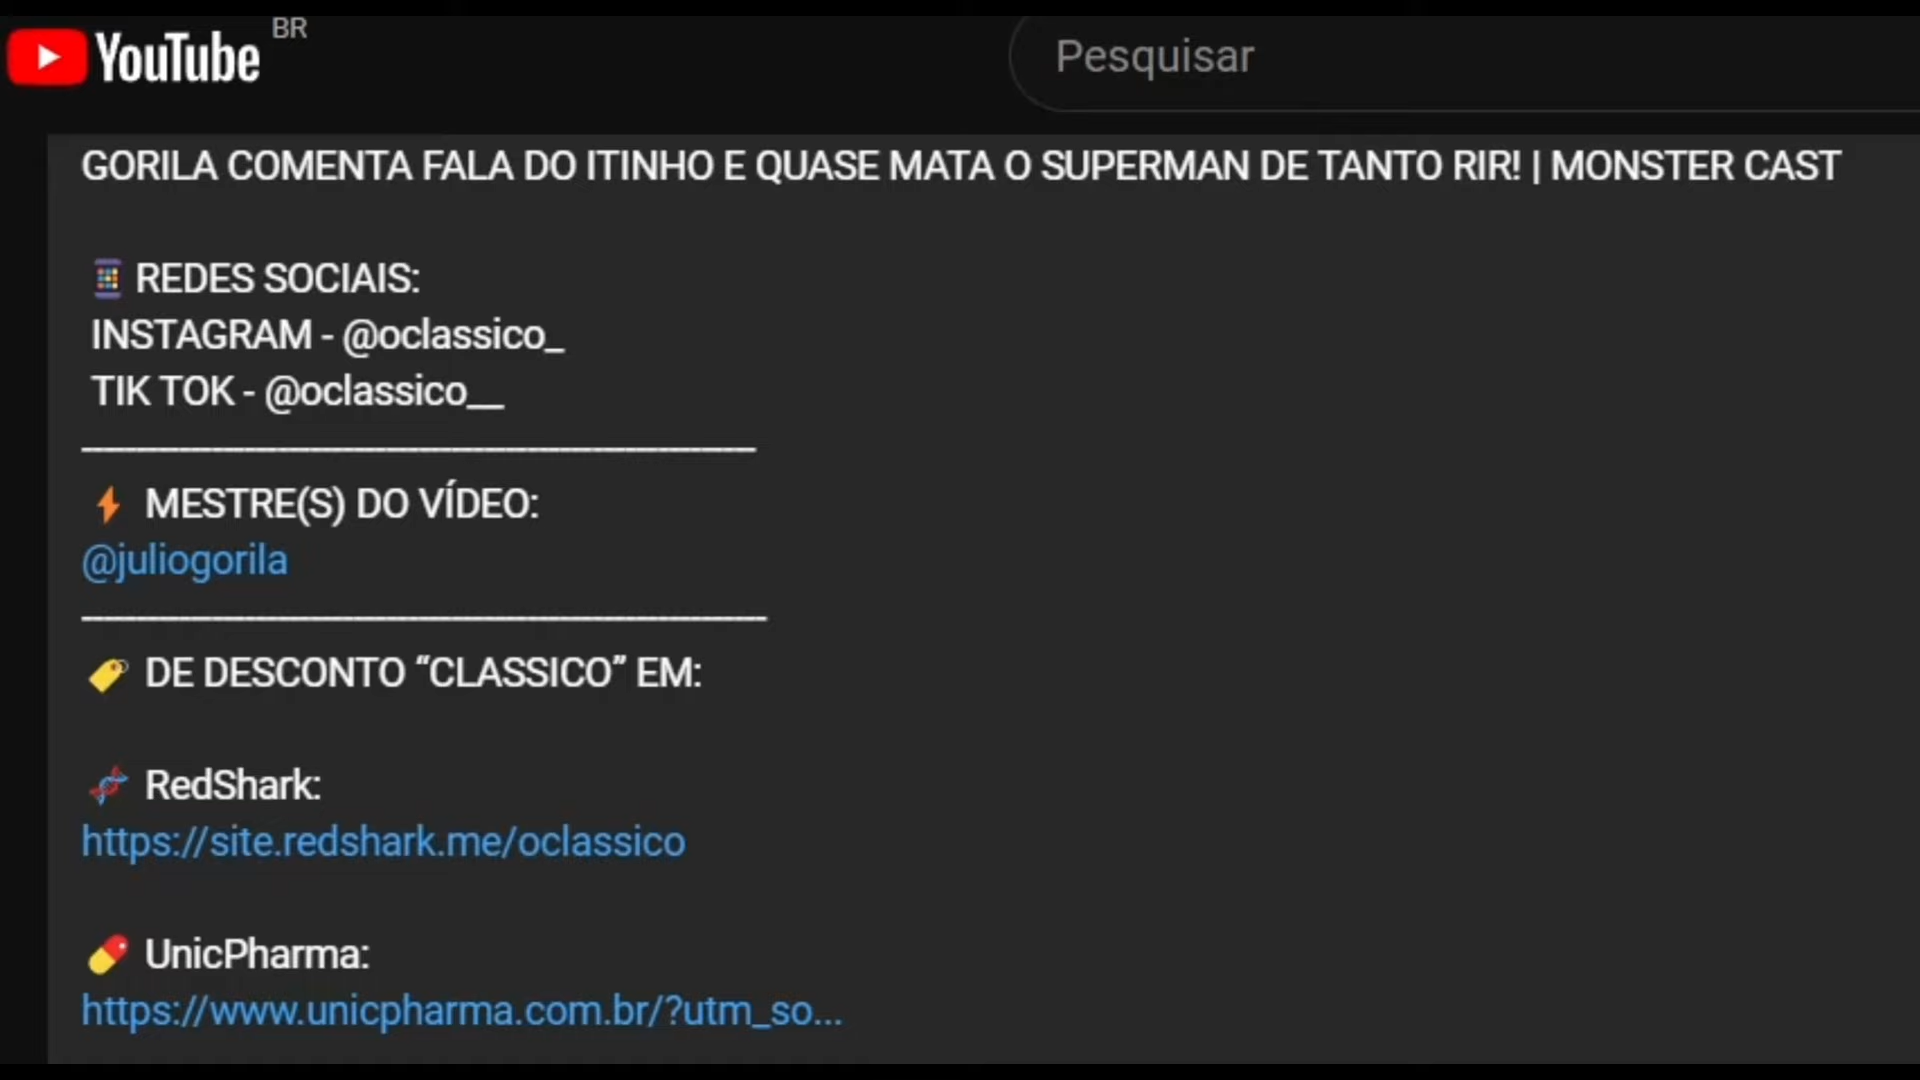 YouTube BR
Pesquisar
GORILA COMENTA FALA DO ITINHO E QUASE MATA O SUPERMAN DE TANTO RIR! | MONSTER CAST
REDES SOCIAIS:
INSTAGRAM - @oclassico_
TIK TOK - @oclassico__
MESTRE(S) DO VÍDEO:
@juliogorila
DE DESCONTO “CLASSICO” EM:
RedShark:
https://site.redshark.me/oclassico
UnicPharma:
https://www.unicpharma.com.br/?utm_so...